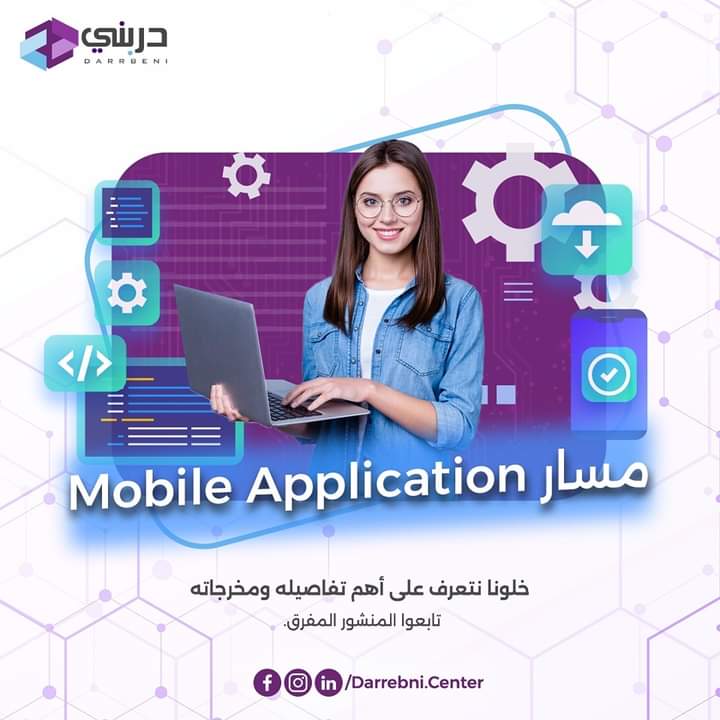 دربني
DARRBENI
</>
مسار Mobile Application
خلونا نتعرف على أهم تفاصيله ومخرجاته
تابعوا المنشور المفرق.
/Darrebni.Center